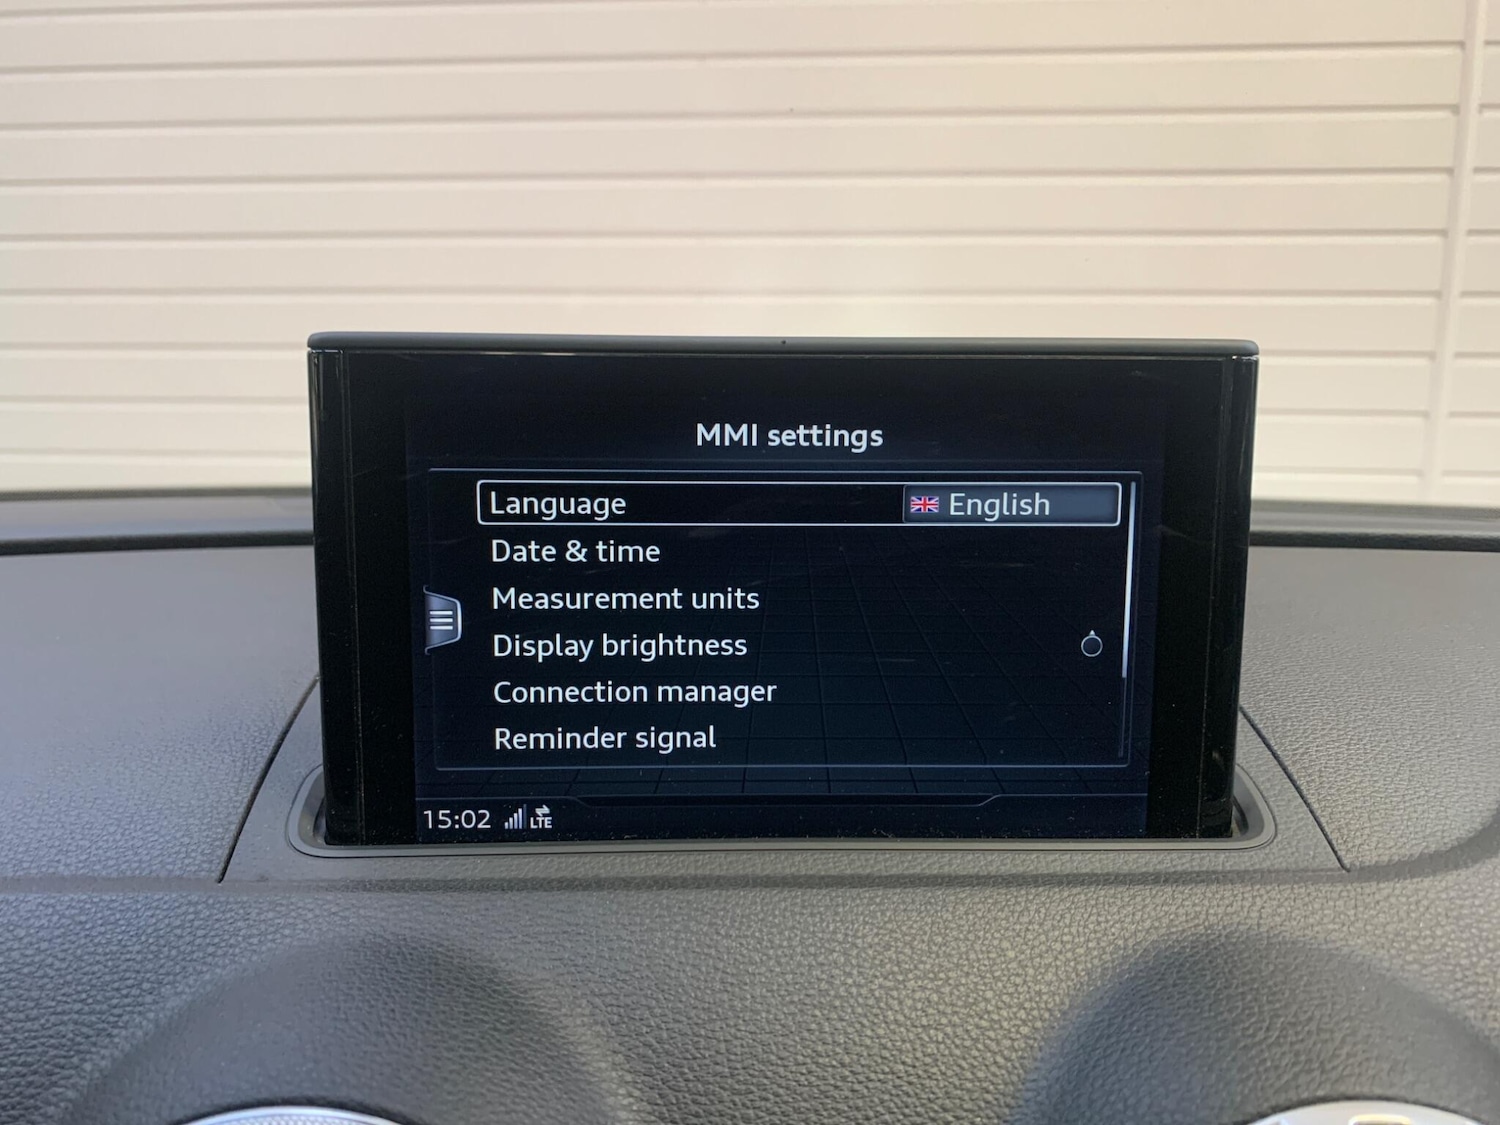 MMI settings
Language English
Date & time
Measurement units
Display brightness
Connection manager
Reminder signal
15:02 LTE